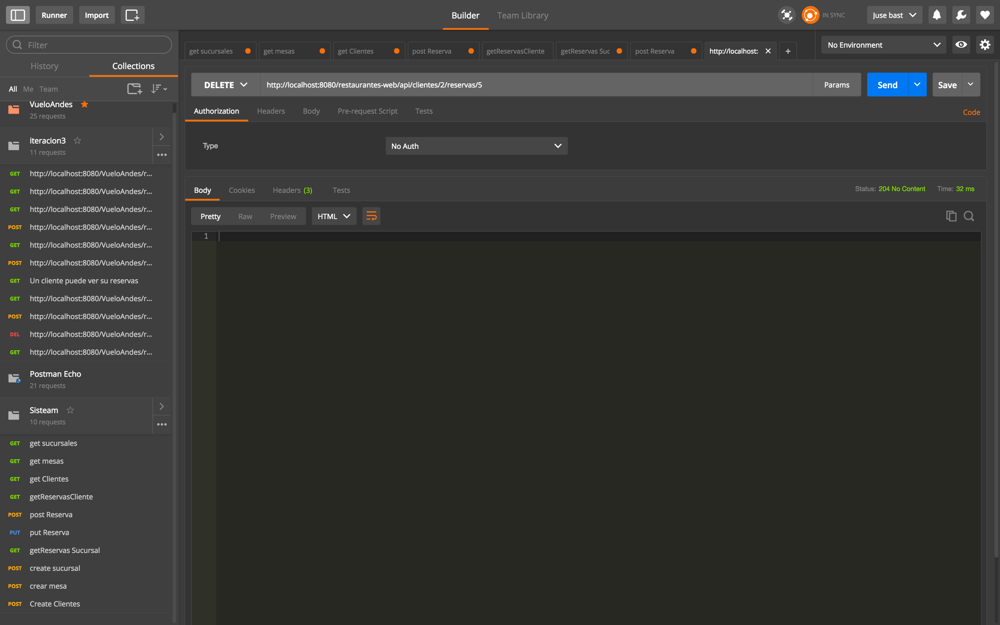 Runner Import Builder Team Library IN SYNC Juse bast
Filter
get sucursales get mesas get Clientes post Reserva getReservasCliente getReservas Suc post Reserva http://localhost: + No Environment
History Collections
All Me Team
DELETE http://localhost:8080/restaurantes-web/api/clientes/2/reservas/5 Params Send Save
Authorization Headers Body Pre-request Script Tests Code
Type No Auth
Body Cookies Headers (3) Tests Status: 204 No Content Time: 32 ms
Pretty Raw Preview HTML
1
VueloAndes
25 requests
iteracion3
11 requests
GET http://localhost:8080/VueloAndes/r...
GET http://localhost:8080/VueloAndes/r...
GET http://localhost:8080/VueloAndes/r...
POST http://localhost:8080/VueloAndes/r...
GET http://localhost:8080/VueloAndes/r...
POST http://localhost:8080/VueloAndes/r...
GET Un cliente puede ver su reservas
GET http://localhost:8080/VueloAndes/r...
POST http://localhost:8080/VueloAndes/r...
DEL http://localhost:8080/VueloAndes/r...
GET http://localhost:8080/VueloAndes/r...
Postman Echo
21 requests
Sisteam
10 requests
GET get sucursales
GET get mesas
GET get Clientes
GET getReservasCliente
POST post Reserva
PUT put Reserva
GET getReservas Sucursal
POST create sucursal
POST crear mesa
POST Create Clientes